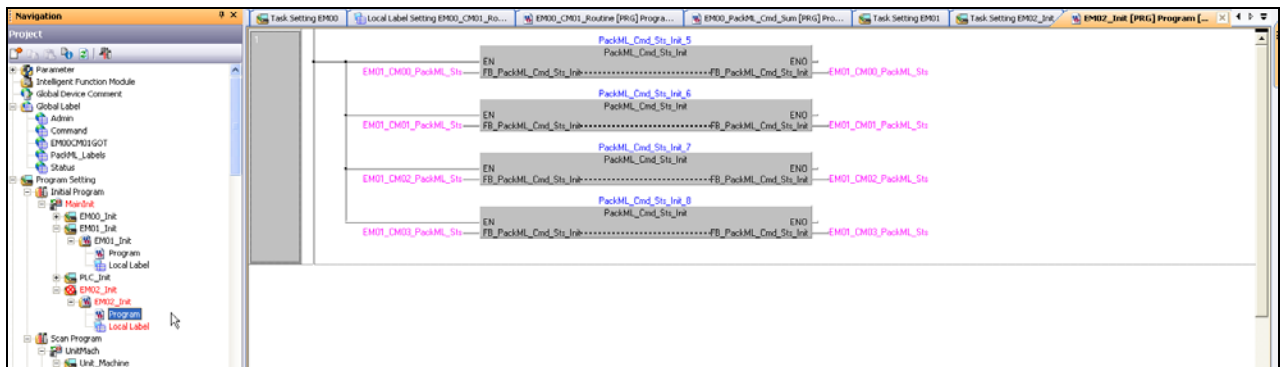 Navigation
Project
Parameter
Intelligent Function Module
Global Device Comment
Global Label
Admin
Command
EM00CM01GOT
PackML_Labels
Status
Program Setting
Initial Program
MainInit
EM00_Init
EM01_Init
EM01_Init
Program
Local Label
PLC_Init
EM02_Init
EM02_Init
Program
Local Label
Scan Program
UnitMach
Unit_Machine
Task Setting EM00
Local Label Setting EM00_CM01_Ro...
EM00_CM01_Routine [PRG] Progra...
EM00_PackML_Cmd_Sum [PRG] Pro...
Task Setting EM01
Task Setting EM02_Init
EM02_Init [PRG] Program [...
1
PackML_Cmd_Sts_Init_5
PackML_Cmd_Sts_Init
EN ENO
EM01_CM00_PackML_Sts FB_PackML_Cmd_Sts_Init FB_PackML_Cmd_Sts_Init EM01_CM00_PackML_Sts
PackML_Cmd_Sts_Init_6
PackML_Cmd_Sts_Init
EN ENO
EM01_CM01_PackML_Sts FB_PackML_Cmd_Sts_Init FB_PackML_Cmd_Sts_Init EM01_CM01_PackML_Sts
PackML_Cmd_Sts_Init_7
PackML_Cmd_Sts_Init
EN ENO
EM01_CM02_PackML_Sts FB_PackML_Cmd_Sts_Init FB_PackML_Cmd_Sts_Init EM01_CM02_PackML_Sts
PackML_Cmd_Sts_Init_8
PackML_Cmd_Sts_Init
EN ENO
EM01_CM03_PackML_Sts FB_PackML_Cmd_Sts_Init FB_PackML_Cmd_Sts_Init EM01_CM03_PackML_Sts